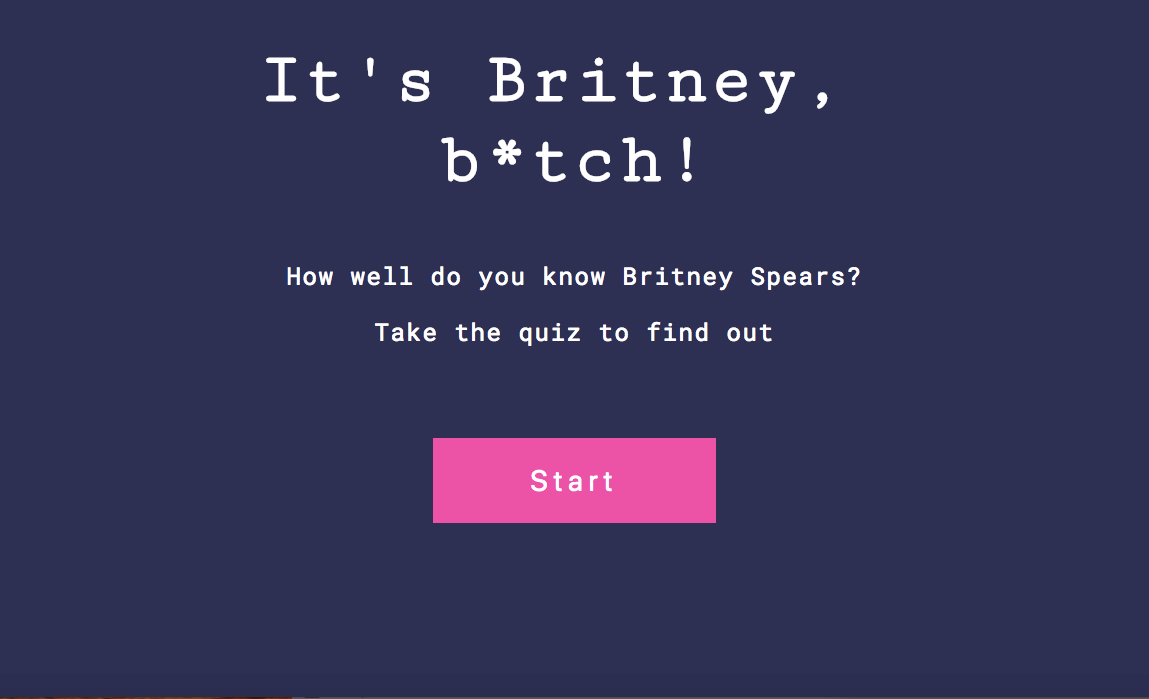 It's Britney,
b*tch!
How well do you know Britney Spears?
Take the quiz to find out
Start